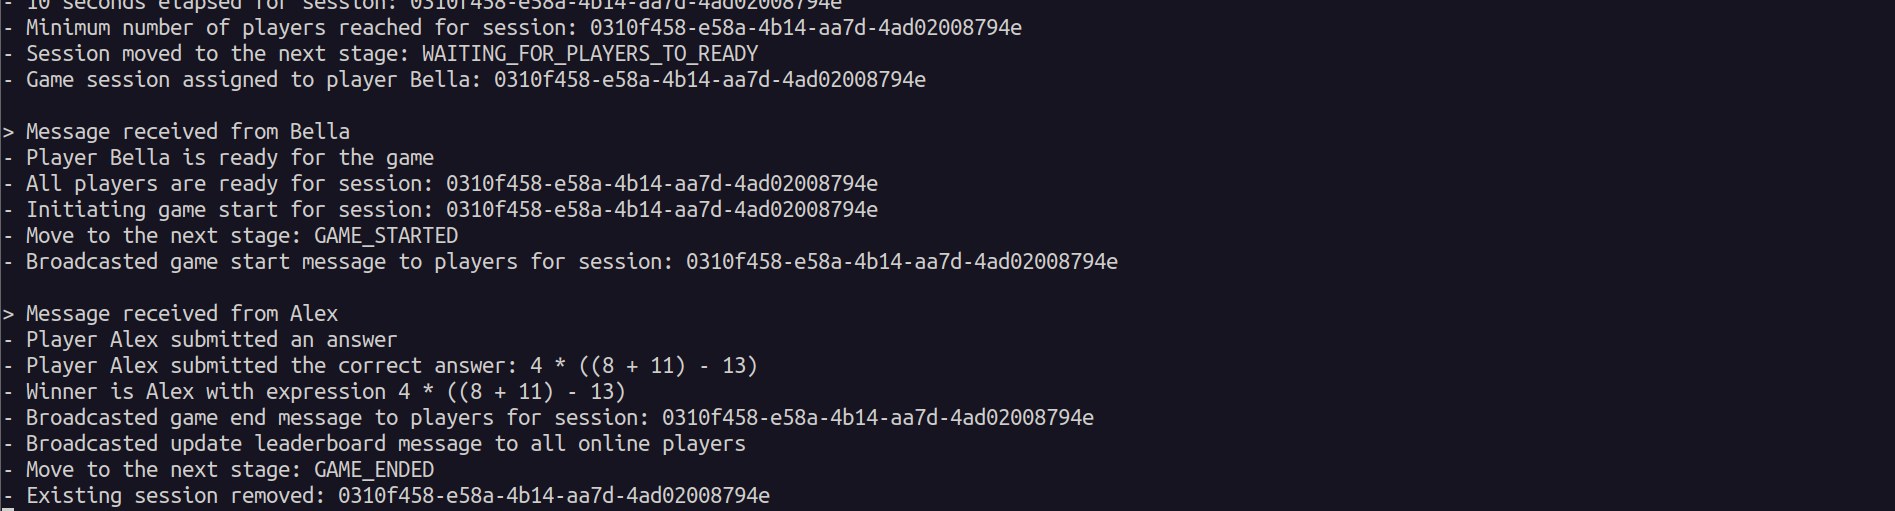 - 10 seconds elapsed for session: 0310f458-e58a-4b14-aa7d-4ad02008794e
- Minimum number of players reached for session: 0310f458-e58a-4b14-aa7d-4ad02008794e
- Session moved to the next stage: WAITING_FOR_PLAYERS_TO_READY
- Game session assigned to player Bella: 0310f458-e58a-4b14-aa7d-4ad02008794e
> Message received from Bella
- Player Bella is ready for the game
- All players are ready for session: 0310f458-e58a-4b14-aa7d-4ad02008794e
- Initiating game start for session: 0310f458-e58a-4b14-aa7d-4ad02008794e
- Move to the next stage: GAME_STARTED
- Broadcasted game start message to players for session: 0310f458-e58a-4b14-aa7d-4ad02008794e
> Message received from Alex
- Player Alex submitted an answer
- Player Alex submitted the correct answer: 4 * ((8 + 11) - 13)
- Winner is Alex with expression 4 * ((8 + 11) - 13)
- Broadcasted game end message to players for session: 0310f458-e58a-4b14-aa7d-4ad02008794e
- Broadcasted update leaderboard message to all online players
- Move to the next stage: GAME_ENDED
- Existing session removed: 0310f458-e58a-4b14-aa7d-4ad02008794e